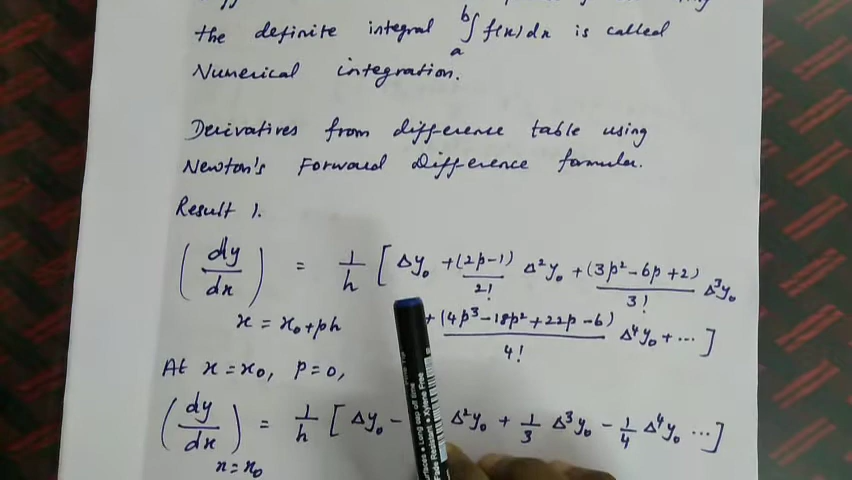 the definite integral ∫ₐᵇ f(x) dx is called
Numerical integration.
Derivatives from difference table using
Newton's Forward Difference formula.
Result 1.
(dy/dx) = 1/h [Δy₀ + (2p-1)/2! Δ²y₀ + (3p²-6p+2)/3! Δ³y₀
x = x₀+ph + (4p³-18p²+22p-6)/4! Δ⁴y₀ + ...]
At x=x₀, p=0,
(dy/dx) = 1/h [Δy₀ - Δ²y₀ + 1/3 Δ³y₀ - 1/4 Δ⁴y₀ ...]
x=x₀